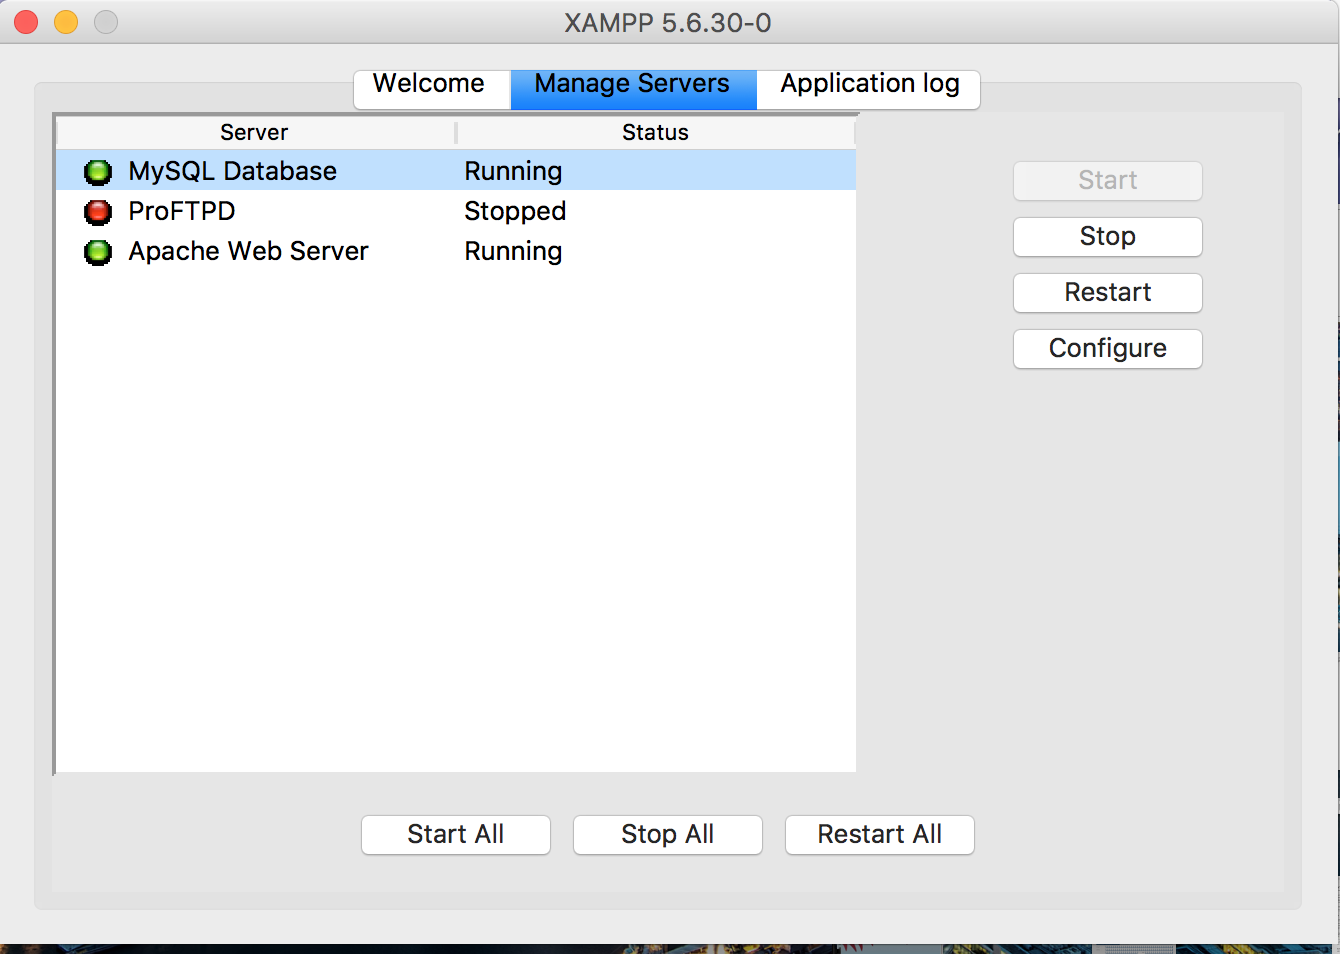 XAMPP 5.6.30-0
Welcome Manage Servers Application log
Server Status
MySQL Database Running
ProFTPD Stopped
Apache Web Server Running
Start
Stop
Restart
Configure
Start All Stop All Restart All